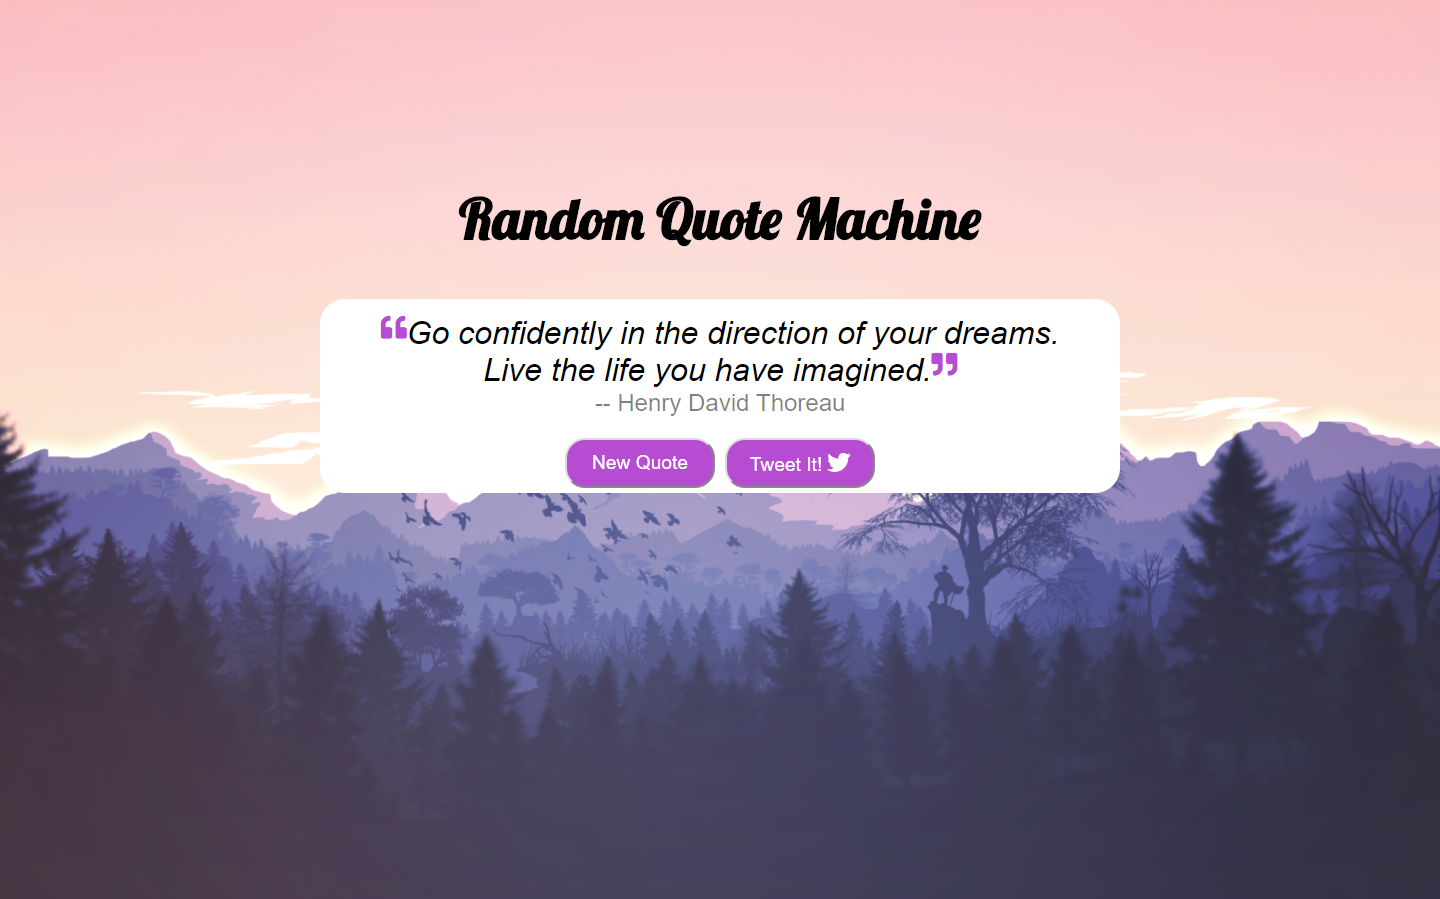 Random Quote Machine
❝Go confidently in the direction of your dreams.
Live the life you have imagined.❞
-- Henry David Thoreau
New Quote
Tweet It!